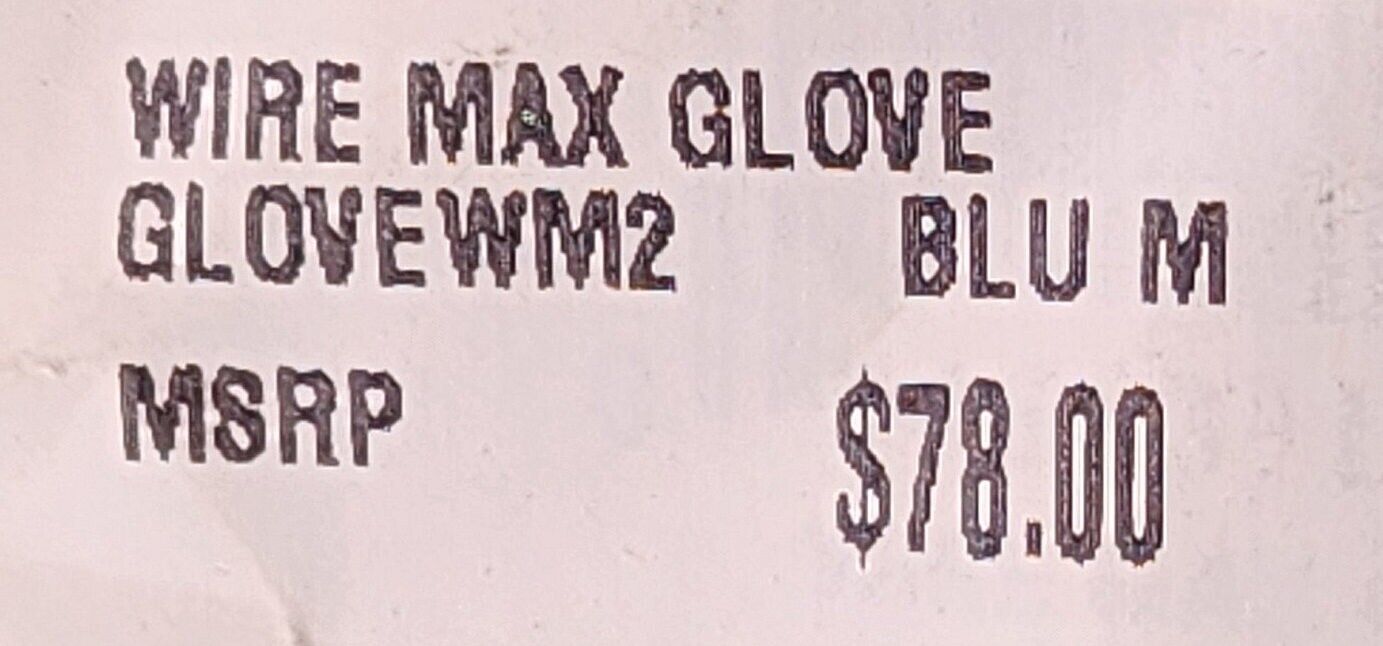 WIRE MAX GLOVE
GLOVEWM2 BLU M
MSRP $78.00